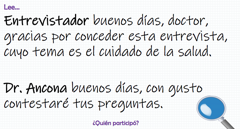 Lee...
Entrevistador buenos días, doctor,
gracias por conceder esta entrevista,
cuyo tema es el cuidado de la salud.
Dr. Ancona buenos días, con gusto
contestaré tus preguntas.
¿Quién participó?